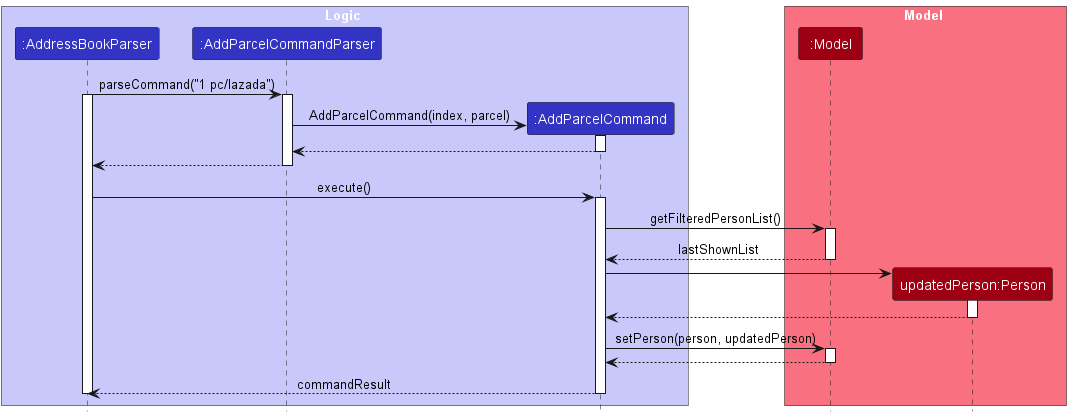 Logic
Model
:AddressBookParser
:AddParcelCommandParser
:Model
parseCommand("1 pc/lazada")
AddParcelCommand(index, parcel)
:AddParcelCommand
execute()
getFilteredPersonList()
lastShownList
updatedPerson:Person
setPerson(person, updatedPerson)
commandResult